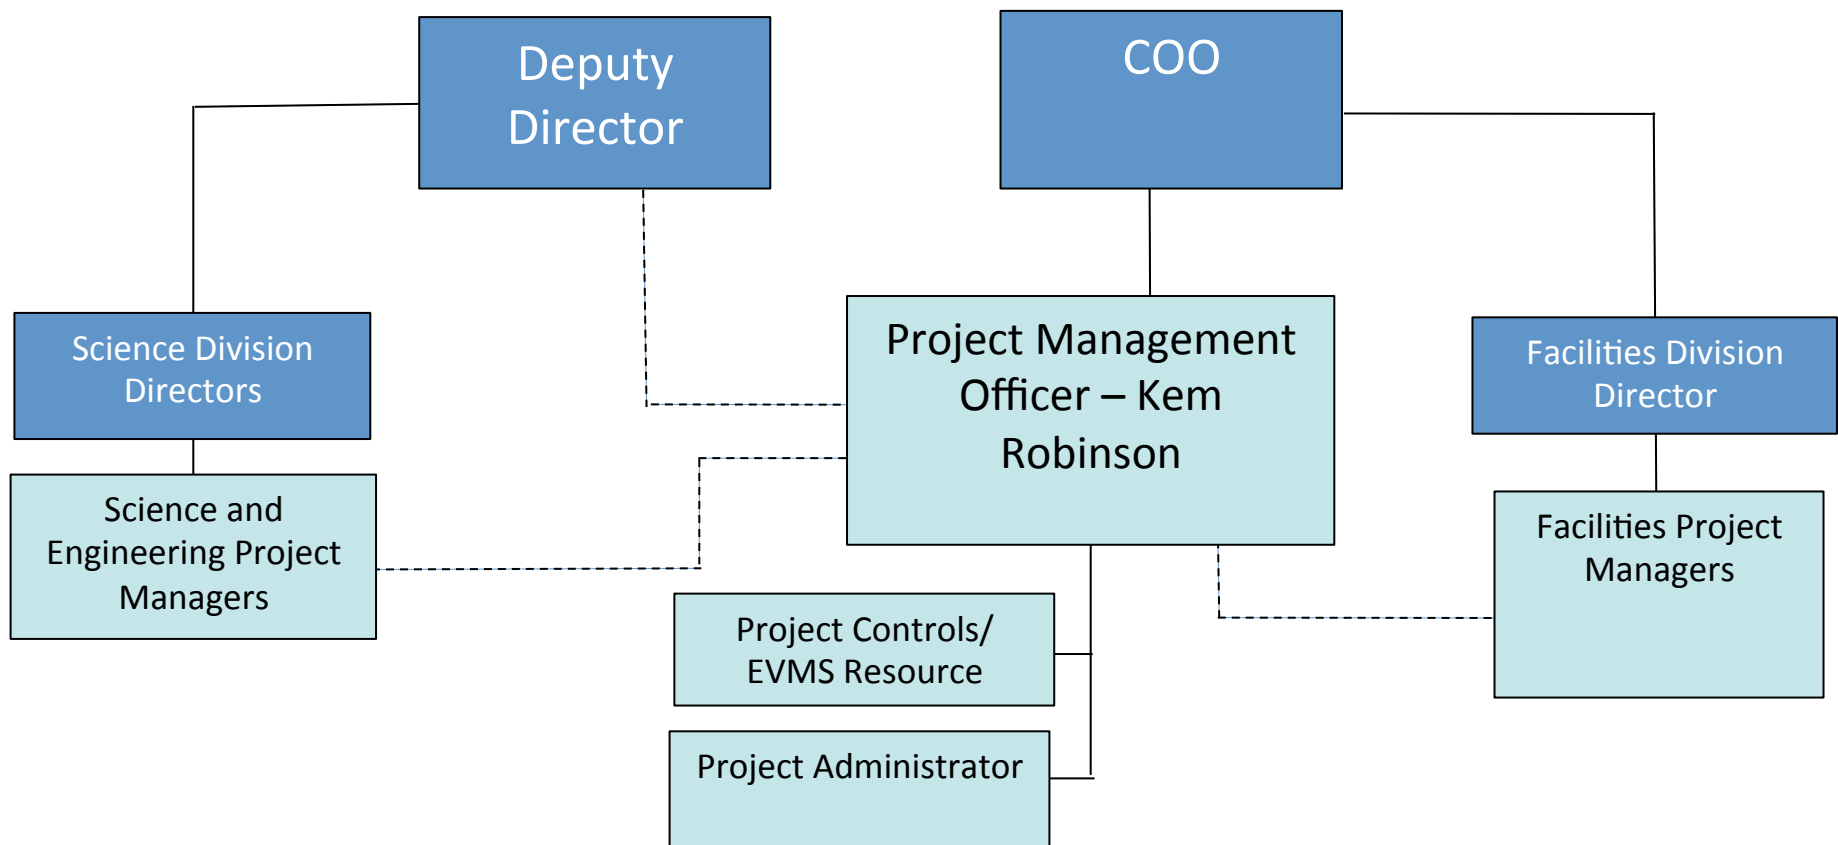 Deputy
Director
COO
Science Division
Directors
Project Management
Officer – Kem
Robinson
Facilities Division
Director
Science and
Engineering Project
Managers
Facilities Project
Managers
Project Controls/
EVMS Resource
Project Administrator